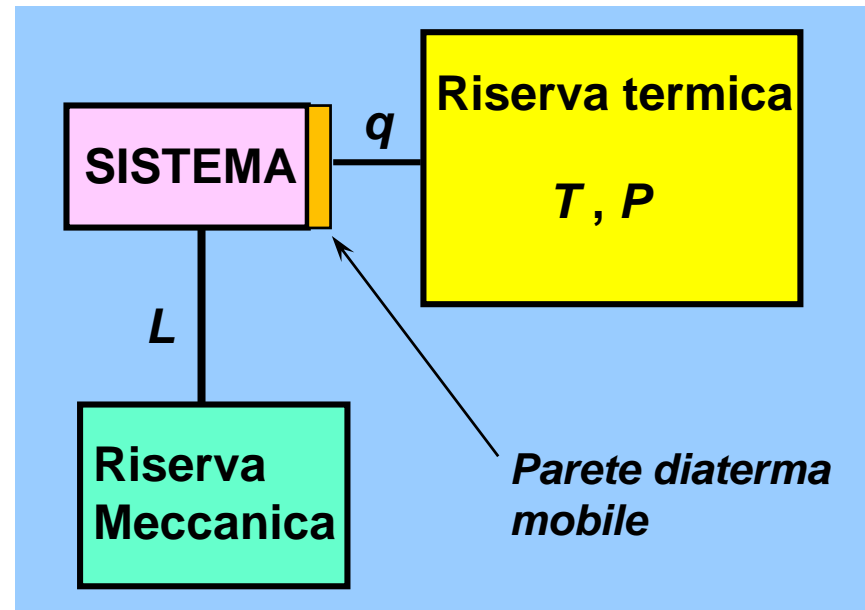 Riserva termica
q
SISTEMA
T , P
L
Riserva
Meccanica
Parete diaterma
mobile